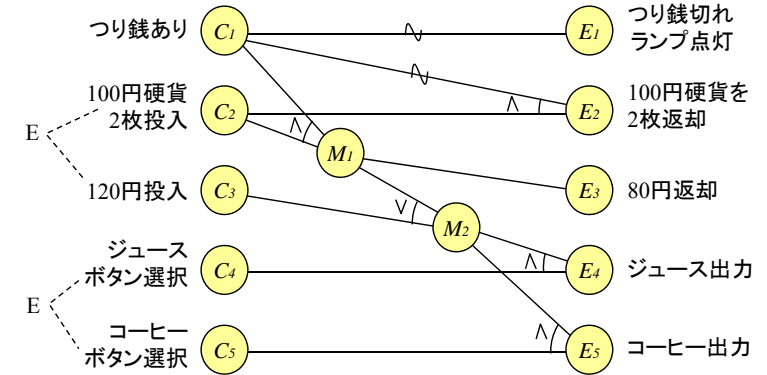 つり銭あり
C1
E1
つり銭切れ
ランプ点灯
100円硬貨
2枚投入
C2
∧
E2
100円硬貨を
2枚返却
E
∧
M1
120円投入
C3
E3
80円返却
∨
M2
ジュース
ボタン選択
C4
∧
E4
ジュース出力
E
コーヒー
ボタン選択
C5
∧
E5
コーヒー出力